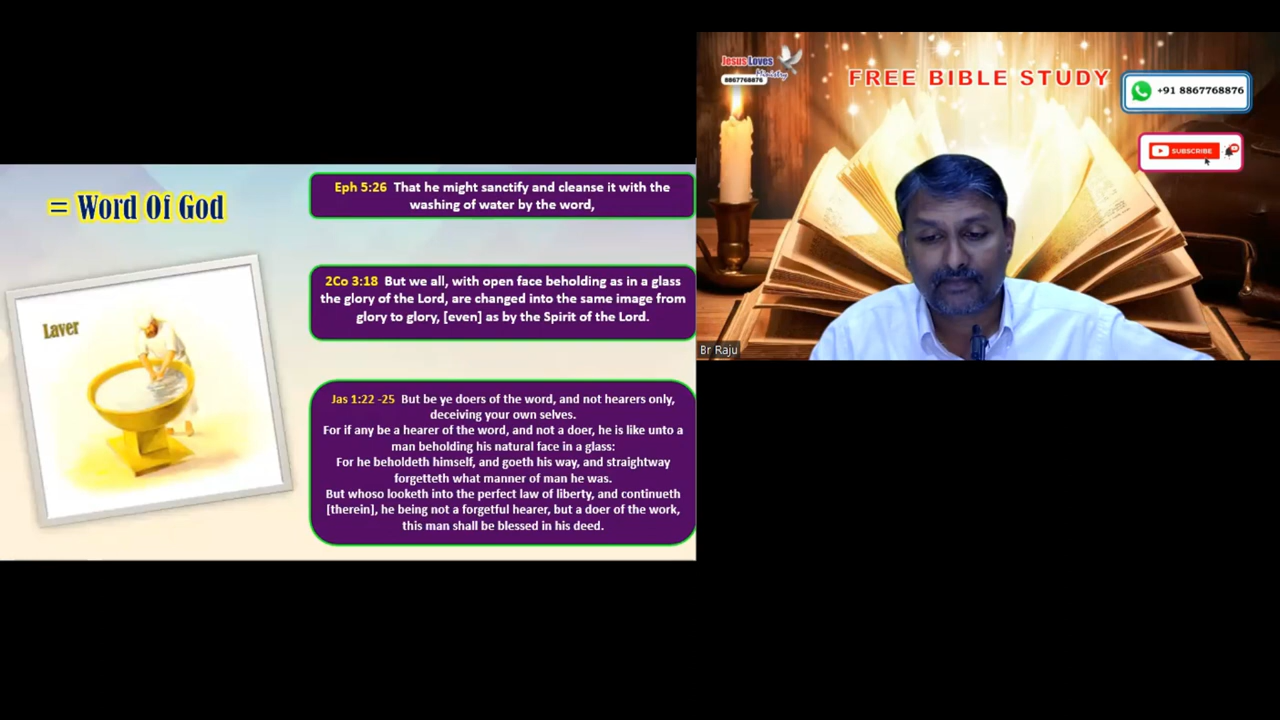 = Word Of God
Laver
Eph 5:26 That he might sanctify and cleanse it with the
washing of water by the word,
2Co 3:18 But we all, with open face beholding as in a glass
the glory of the Lord, are changed into the same image from
glory to glory, [even] as by the Spirit of the Lord.
Jas 1:22 -25 But be ye doers of the word, and not hearers only,
deceiving your own selves.
For if any be a hearer of the word, and not a doer, he is like unto a
man beholding his natural face in a glass:
For he beholdeth himself, and goeth his way, and straightway
forgetteth what manner of man he was.
But whoso looketh into the perfect law of liberty, and continueth
[therein], he being not a forgetful hearer, but a doer of the work,
this man shall be blessed in his deed.
Jesus Loves
Ministry
8867768876
FREE BIBLE STUDY
+91 8867768876
SUBSCRIBE
Br Raju